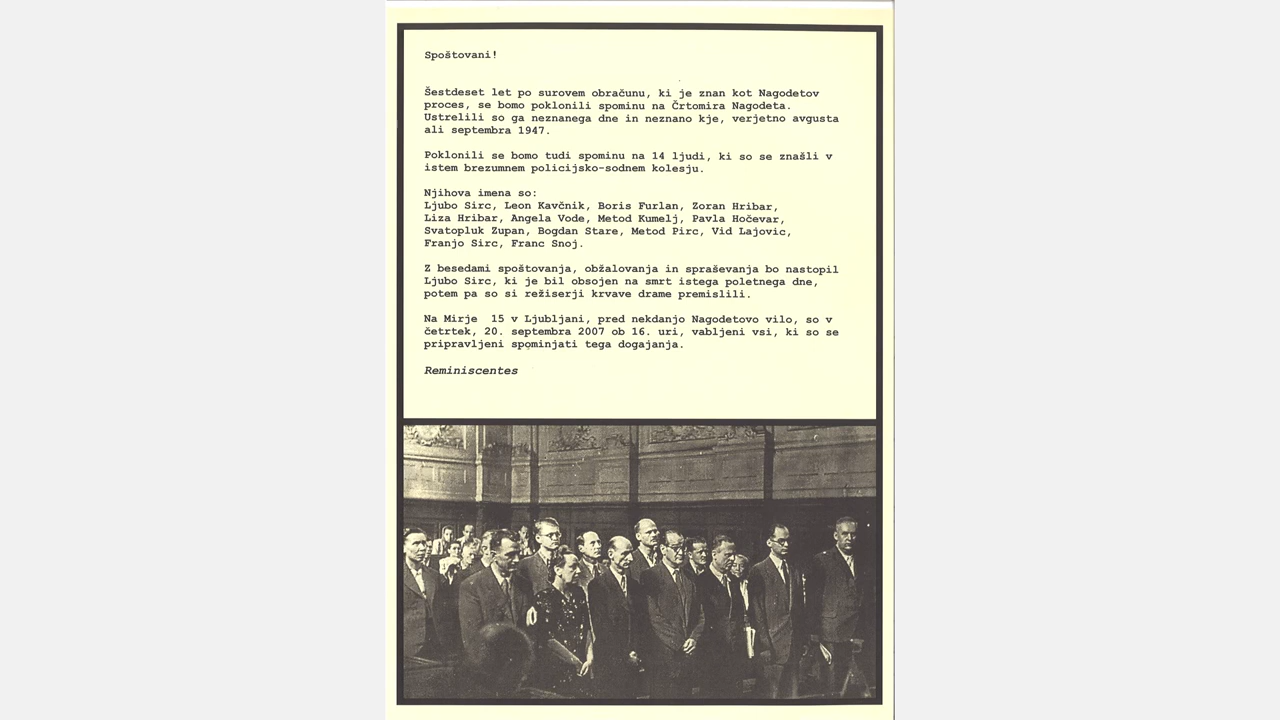 Spoštovani!
Šestdeset let po surovem obračunu, ki je znan kot Nagodetov
proces, se bomo poklonili spominu na Črtomira Nagodeta.
Ustrelili so ga neznanega dne in neznano kje, verjetno avgusta
ali septembra 1947.
Poklonili se bomo tudi spominu na 14 ljudi, ki so se znašli v
istem brezumnem policijsko-sodnem kolesju.
Njihova imena so:
Ljubo Sirc, Leon Kavčnik, Boris Furlan, Zoran Hribar,
Liza Hribar, Angela Vode, Metod Kumelj, Pavla Hočevar,
Svatopluk Zupan, Bogdan Stare, Metod Pirc, Vid Lajovic,
Franjo Sirc, Franc Snoj.
Z besedami spoštovanja, obžalovanja in spraševanja bo nastopil
Ljubo Sirc, ki je bil obsojen na smrt istega poletnega dne,
potem pa so si režiserji krvave drame premislili.
Na Mirje 15 v Ljubljani, pred nekdanjo Nagodetovo vilo, so v
četrtek, 20. septembra 2007 ob 16. uri, vabljeni vsi, ki so se
pripravljeni spominjati tega dogajanja.
Reminiscentes